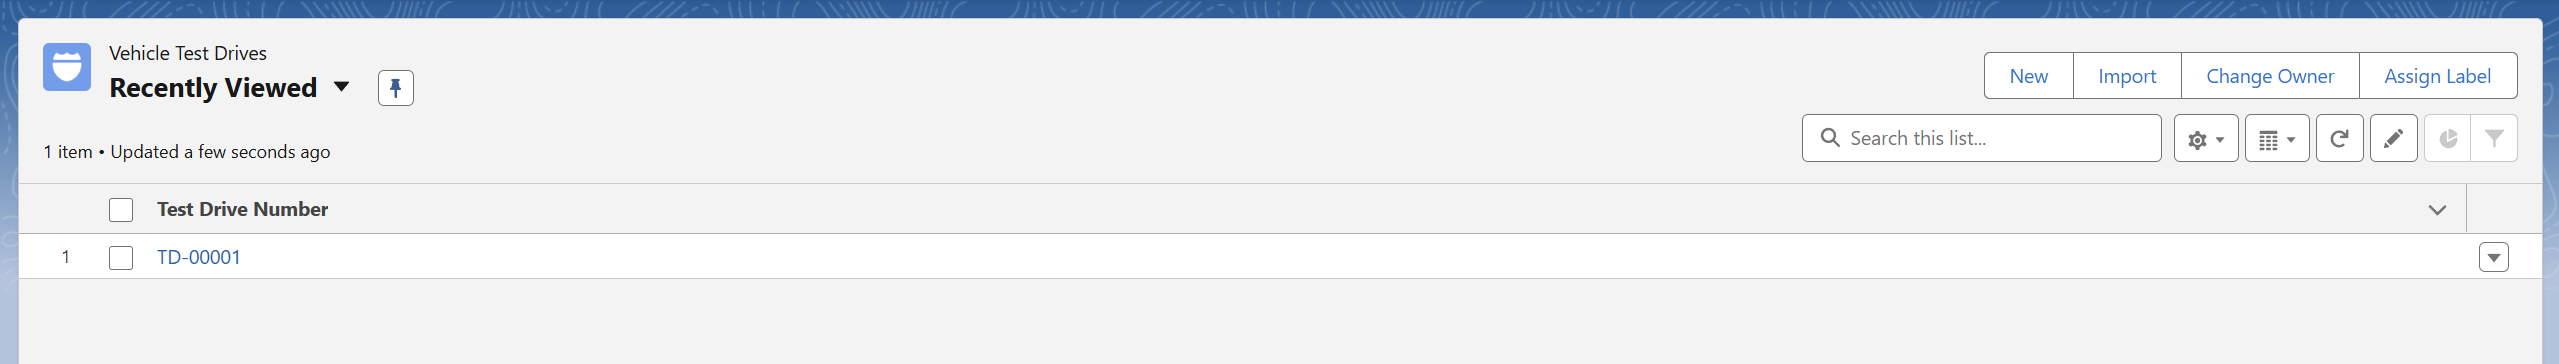 Vehicle Test Drives
Recently Viewed
New Import Change Owner Assign Label
1 item • Updated a few seconds ago
Search this list...
Test Drive Number
1 TD-00001